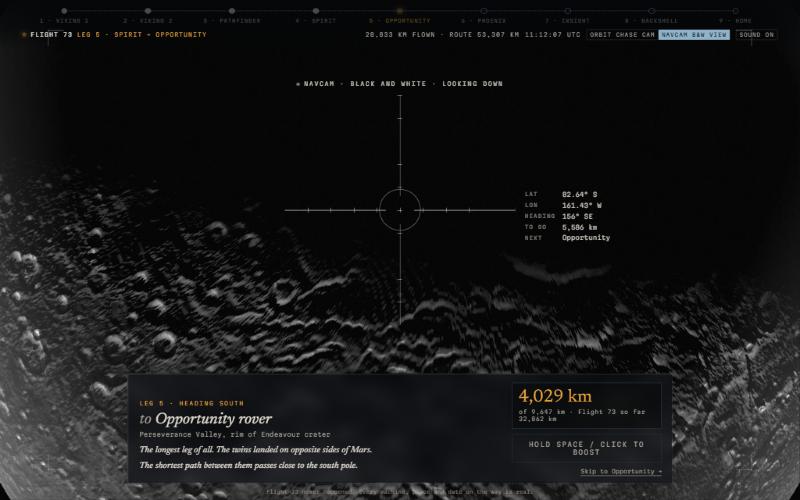 1 · VIKING 1 2 · VIKING 2 3 · PATHFINDER 4 · SPIRIT 5 · OPPORTUNITY 6 · PHOENIX 7 · INSIGHT 8 · BACKSHELL 9 · HOME
FLIGHT 73 LEG 5 · SPIRIT → OPPORTUNITY 28,833 KM FLOWN · ROUTE 53,307 KM 11:12:07 UTC ORBIT CHASE CAM NAVCAM B&W VIEW SOUND ON
NAVCAM · BLACK AND WHITE · LOOKING DOWN
LAT 82.64° S
LON 161.43° W
HEADING 156° SE
TO GO 5,586 km
NEXT Opportunity
LEG 5 · HEADING SOUTH
to Opportunity rover
Perseverance Valley, rim of Endeavour crater
The longest leg of all. The twins landed on opposite sides of Mars.
The shortest path between them passes close to the south pole.
4,029 km
of 9,647 km · Flight 73 so far
32,862 km
HOLD SPACE / CLICK TO
BOOST
Skip to Opportunity →